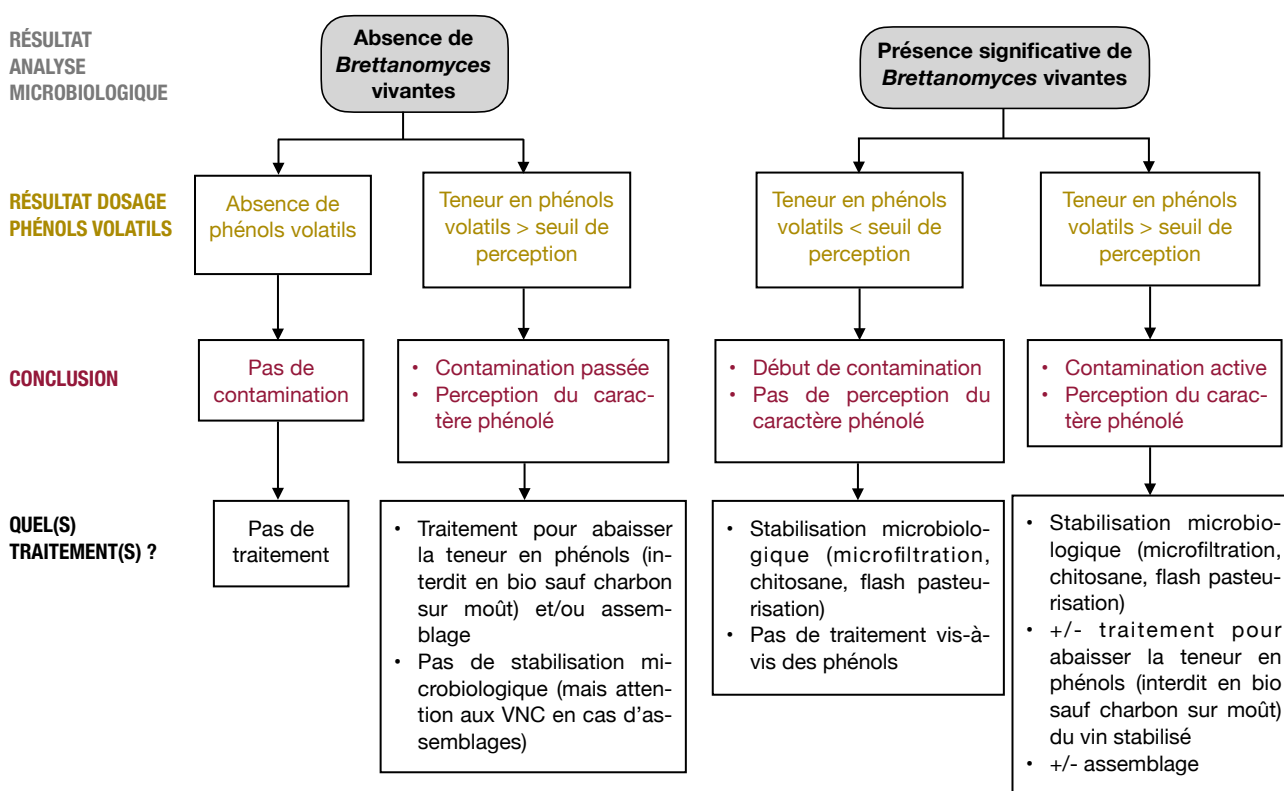 RÉSULTAT
ANALYSE
MICROBIOLOGIQUE
Absence de
Brettanomyces
vivantes
Présence significative de
Brettanomyces vivantes
RÉSULTAT DOSAGE
PHÉNOLS VOLATILS
Absence de
phénols volatils
Teneur en phénols
volatils > seuil de
perception
Teneur en phénols
volatils < seuil de
perception
Teneur en phénols
volatils > seuil de
perception
CONCLUSION
Pas de
contamination
• Contamination passée
• Perception du carac-
tère phénolé
• Début de contamination
• Pas de perception du
caractère phénolé
• Contamination active
• Perception du carac-
tère phénolé
QUEL(S)
TRAITEMENT(S) ?
Pas de
traitement
• Traitement pour abaisser
la teneur en phénols (in-
terdit en bio sauf charbon
sur moût) et/ou assem-
blage
• Pas de stabilisation mi-
crobiologique (mais atten-
tion aux VNC en cas d'as-
semblages)
• Stabilisation microbiolo-
gique (microfiltration,
chitosane, flash pasteu-
risation)
• Pas de traitement vis-à-
vis des phénols
• Stabilisation microbio-
logique (microfiltration,
chitosane, flash pasteu-
risation)
• +/- traitement pour
abaisser la teneur en
phénols (interdit en bio
sauf charbon sur moût)
du vin stabilisé
• +/- assemblage